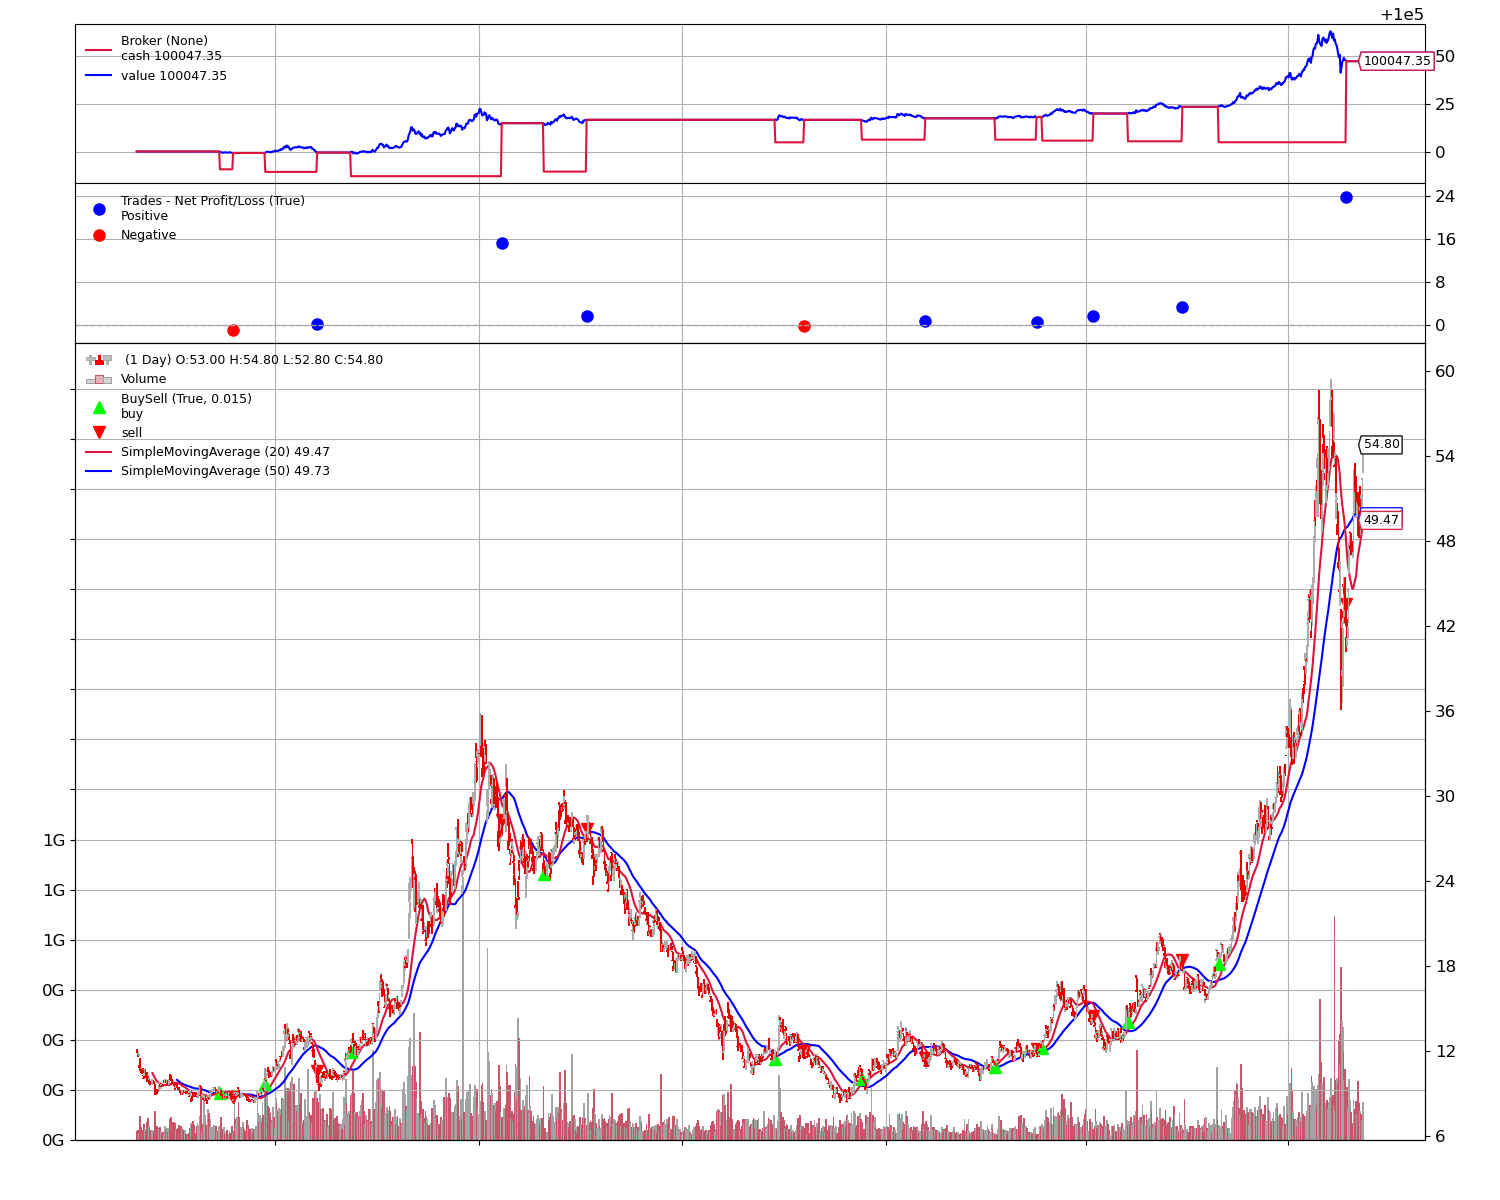 +1e5
Broker (None)
cash 100047.35
value 100047.35
50
25
0
100047.35
Trades - Net Profit/Loss (True)
Positive
Negative
24
16
8
0
(1 Day) O:53.00 H:54.80 L:52.80 C:54.80
Volume
BuySell (True, 0.015)
buy
sell
SimpleMovingAverage (20) 49.47
SimpleMovingAverage (50) 49.73
60
54
48
42
36
30
24
18
12
6
54.80
49.47
1G
1G
1G
0G
0G
0G
0G